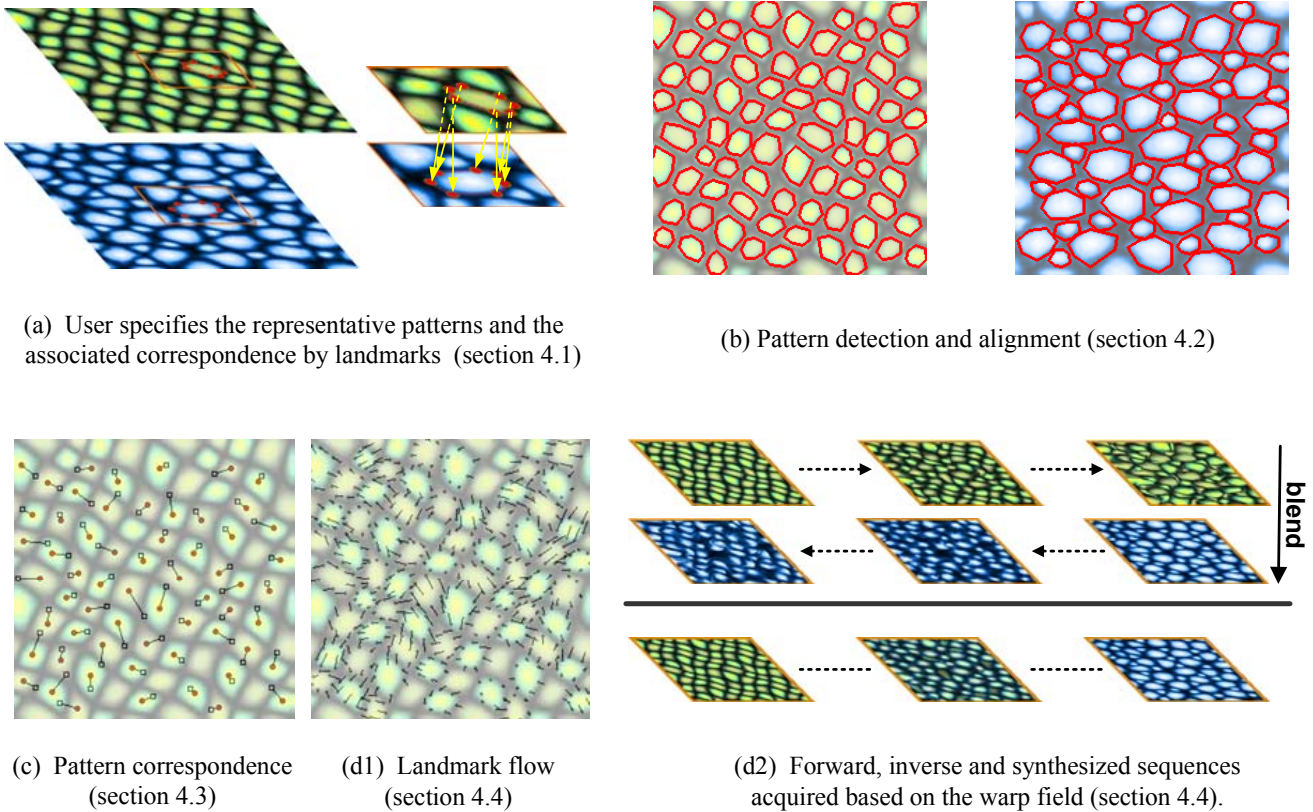 (a) User specifies the representative patterns and the
associated correspondence by landmarks (section 4.1)
(b) Pattern detection and alignment (section 4.2)
blend
(c) Pattern correspondence
(section 4.3)
(d1) Landmark flow
(section 4.4)
(d2) Forward, inverse and synthesized sequences
acquired based on the warp field (section 4.4).